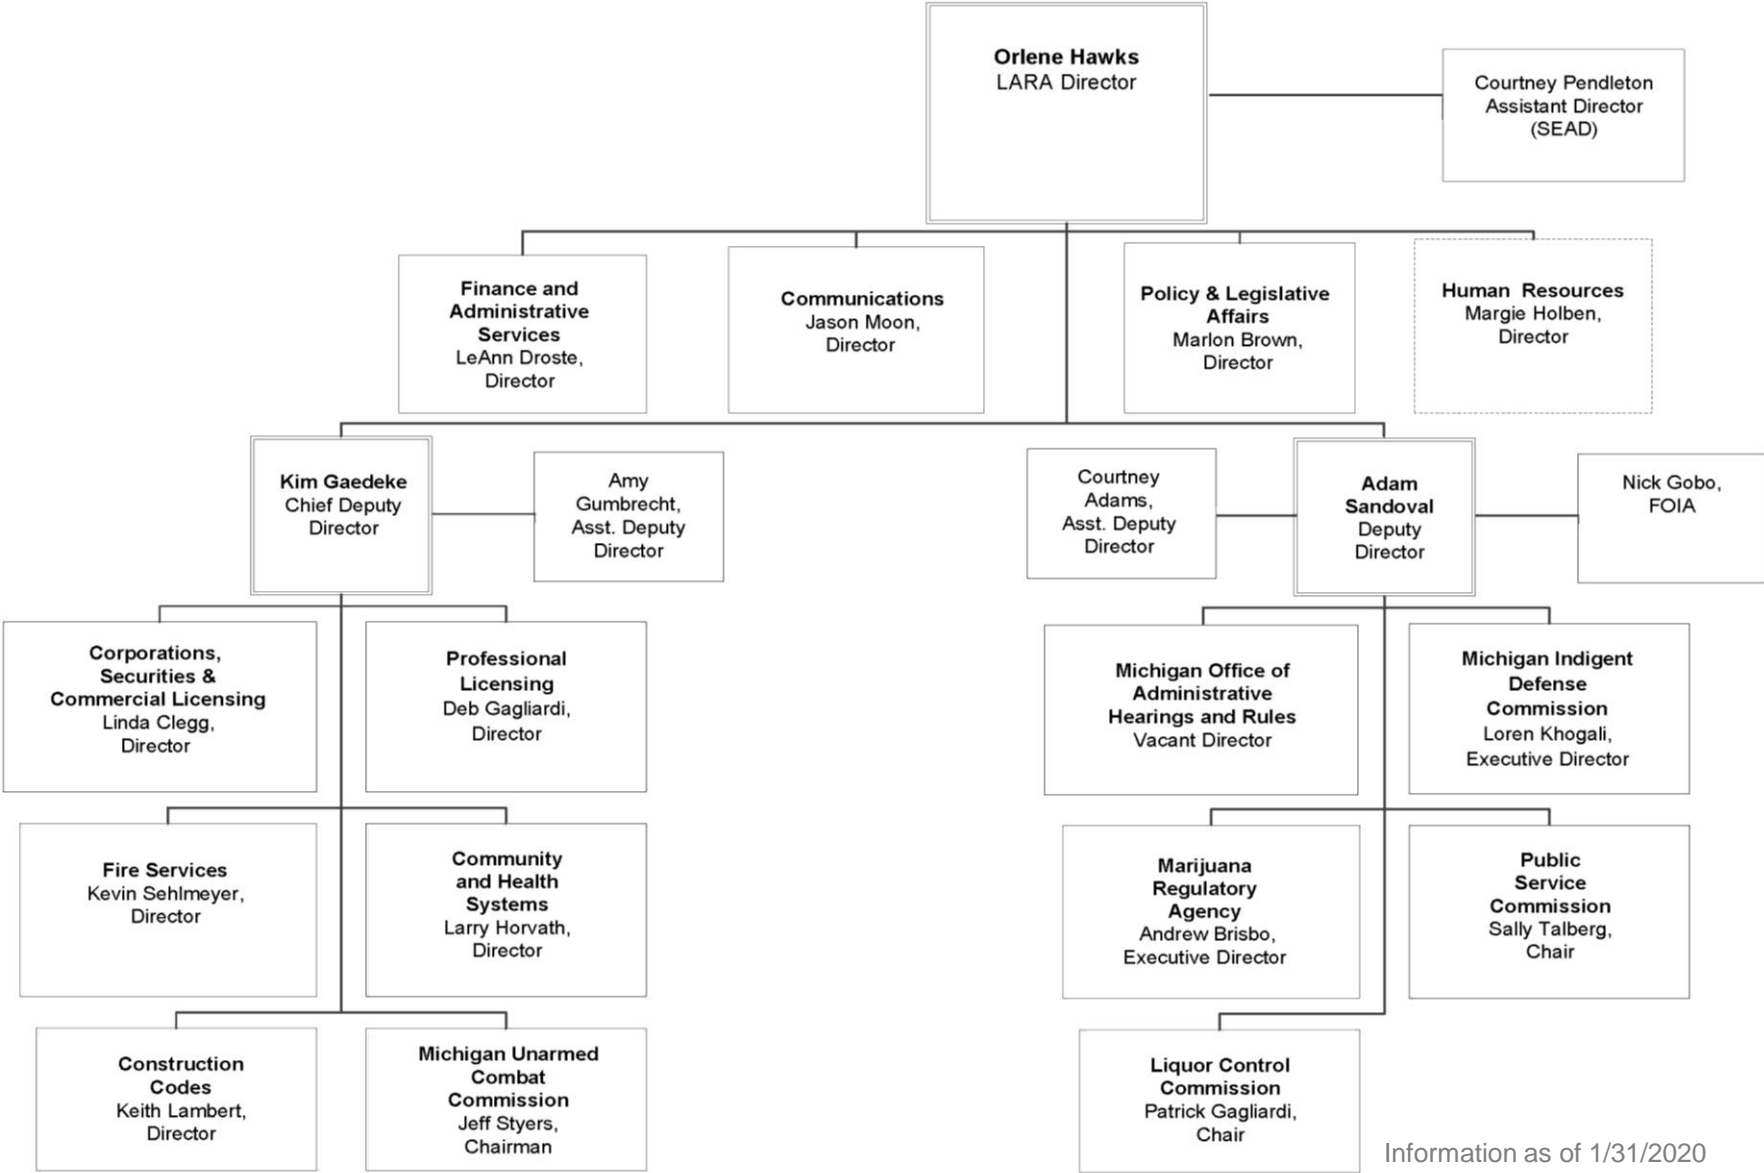 Orlene Hawks
LARA Director
Courtney Pendleton
Assistant Director
(SEAD)
Finance and
Administrative
Services
LeAnn Droste,
Director
Communications
Jason Moon,
Director
Policy & Legislative
Affairs
Marlon Brown,
Director
Human Resources
Margie Holben,
Director
Kim Gaedeke
Chief Deputy
Director
Amy
Gumbrecht,
Asst. Deputy
Director
Courtney
Adams,
Asst. Deputy
Director
Adam
Sandoval
Deputy
Director
Nick Gobo,
FOIA
Corporations,
Securities &
Commercial Licensing
Linda Clegg,
Director
Professional
Licensing
Deb Gagliardi,
Director
Michigan Office of
Administrative
Hearings and Rules
Vacant Director
Michigan Indigent
Defense
Commission
Loren Khogali,
Executive Director
Fire Services
Kevin Sehlmeyer,
Director
Community
and Health
Systems
Larry Horvath,
Director
Marijuana
Regulatory
Agency
Andrew Brisbo,
Executive Director
Public
Service
Commission
Sally Talberg,
Chair
Construction
Codes
Keith Lambert,
Director
Michigan Unarmed
Combat
Commission
Jeff Styers,
Chairman
Liquor Control
Commission
Patrick Gagliardi,
Chair
Information as of 1/31/2020